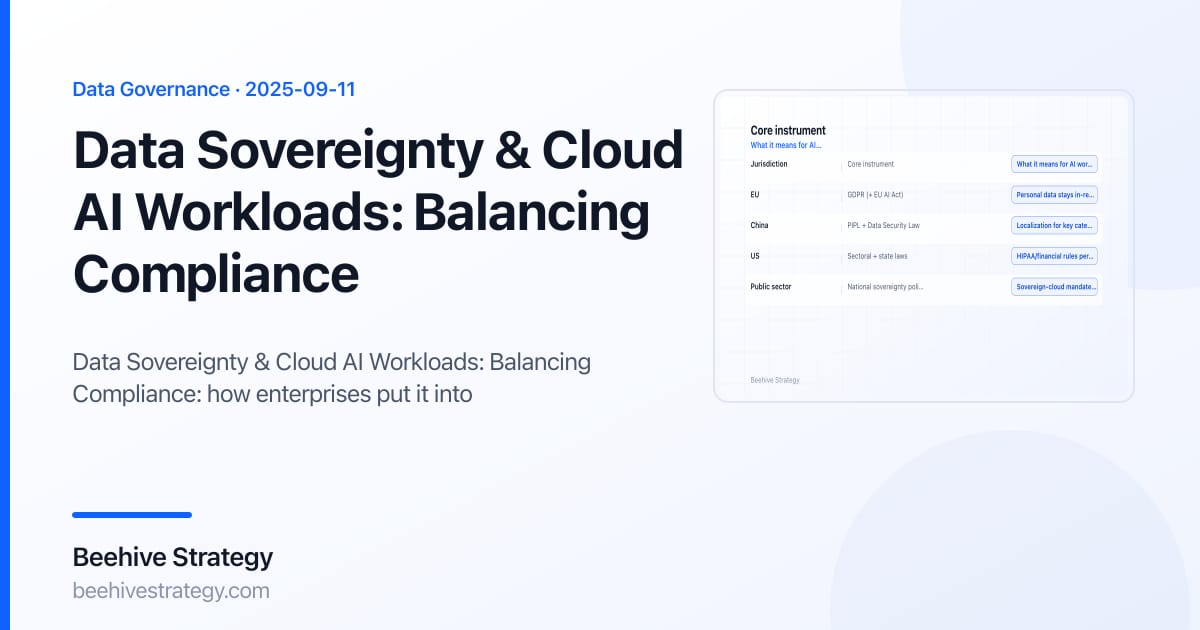 Data Governance · 2025-09-11
Data Sovereignty & Cloud
AI Workloads: Balancing
Compliance
Data Sovereignty & Cloud AI Workloads: Balancing
Compliance: how enterprises put it into
Beehive Strategy
beehivestrategy.com
Core instrument
What it means for AI...
Jurisdiction Core instrument What it means for AI wor...
EU GDPR (+ EU AI Act) Personal data stays in-re...
China PIPL + Data Security Law Localization for key cate...
US Sectoral + state laws HIPAA/financial rules per...
Public sector National sovereignty poli... Sovereign-cloud mandate...
Beehive Strategy